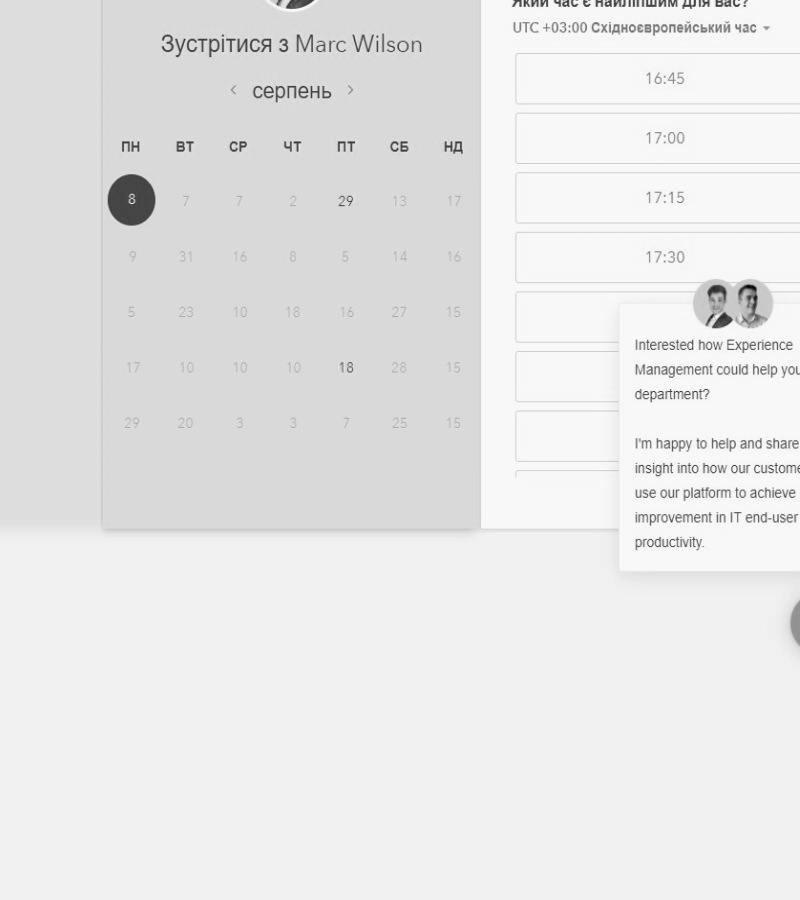 Зустрітися з Marc Wilson
серпень
ПН ВТ СР ЧТ ПТ СБ НД
8 7 7 2 29 13 17
9 31 16 8 5 14 16
5 23 10 18 16 27 15
17 10 10 10 18 28 15
29 20 3 3 7 25 15
Який час є найліпшим для вас?
UTC +03:00 Східноєвропейський час
16:45
17:00
17:15
17:30
Interested how Experience
Management could help you
department?
I'm happy to help and share
insight into how our custome
use our platform to achieve
improvement in IT end-user
productivity.